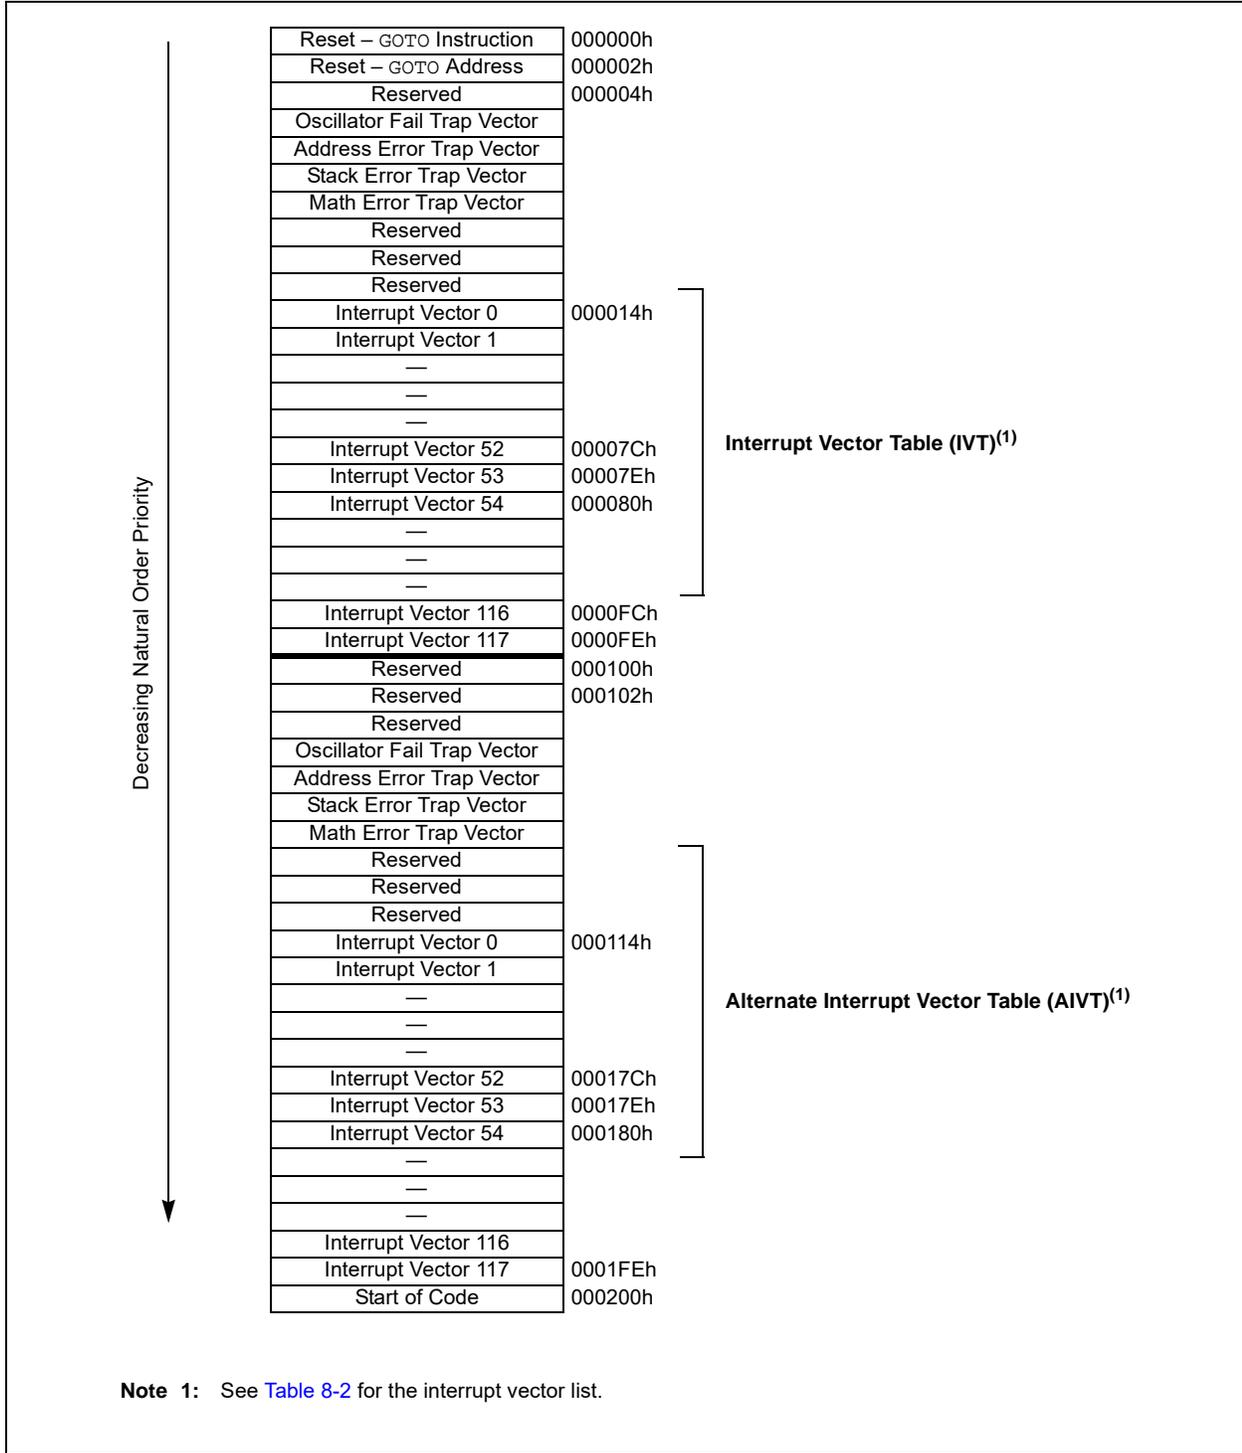 Reset – GOTO Instruction 000000h
Reset – GOTO Address 000002h
Reserved 000004h
Oscillator Fail Trap Vector
Address Error Trap Vector
Stack Error Trap Vector
Math Error Trap Vector
Reserved
Reserved
Reserved
Interrupt Vector 0 000014h
Interrupt Vector 1
—
—
—
Interrupt Vector Table (IVT)(1)
Interrupt Vector 52 00007Ch
Interrupt Vector 53 00007Eh
Interrupt Vector 54 000080h
—
—
—
Interrupt Vector 116 0000FCh
Interrupt Vector 117 0000FEh
Decreasing Natural Order Priority
Reserved 000100h
Reserved 000102h
Reserved
Oscillator Fail Trap Vector
Address Error Trap Vector
Stack Error Trap Vector
Math Error Trap Vector
Reserved
Reserved
Reserved
Interrupt Vector 0 000114h
Interrupt Vector 1
—
Alternate Interrupt Vector Table (AIVT)(1)
—
—
Interrupt Vector 52 00017Ch
Interrupt Vector 53 00017Eh
Interrupt Vector 54 000180h
—
—
—
Interrupt Vector 116
Interrupt Vector 117 0001FEh
Start of Code 000200h
Note 1: See Table 8-2 for the interrupt vector list.